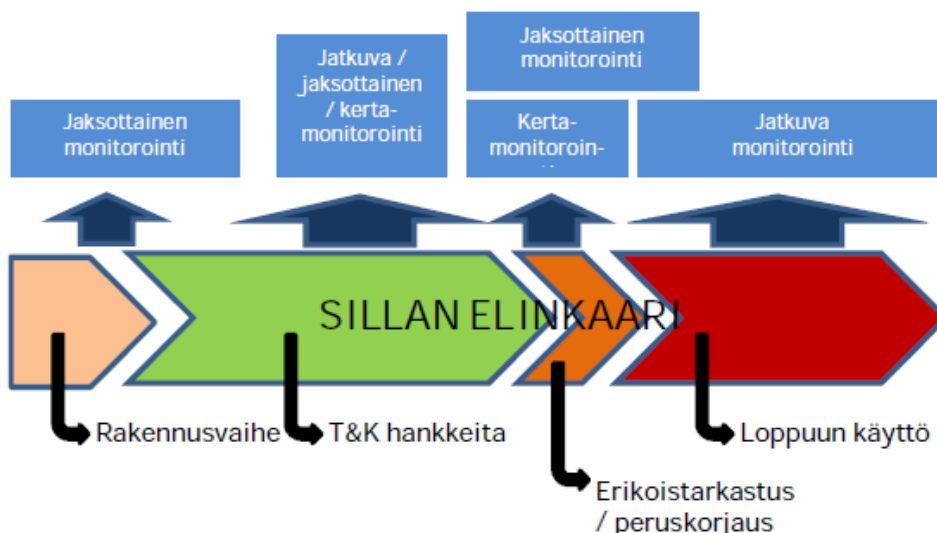 Jaksottainen
monitorointi
Jatkuva /
jaksottainen
/ kerta-
monitorointi
Jaksottainen
monitorointi
Kerta-
monitoroin-
Jatkuva
monitorointi
SILLAN ELINKAARI
Rakennusvaihe
T&K hankkeita
Erikoistarkastus
/ peruskorjaus
Loppuun käyttö